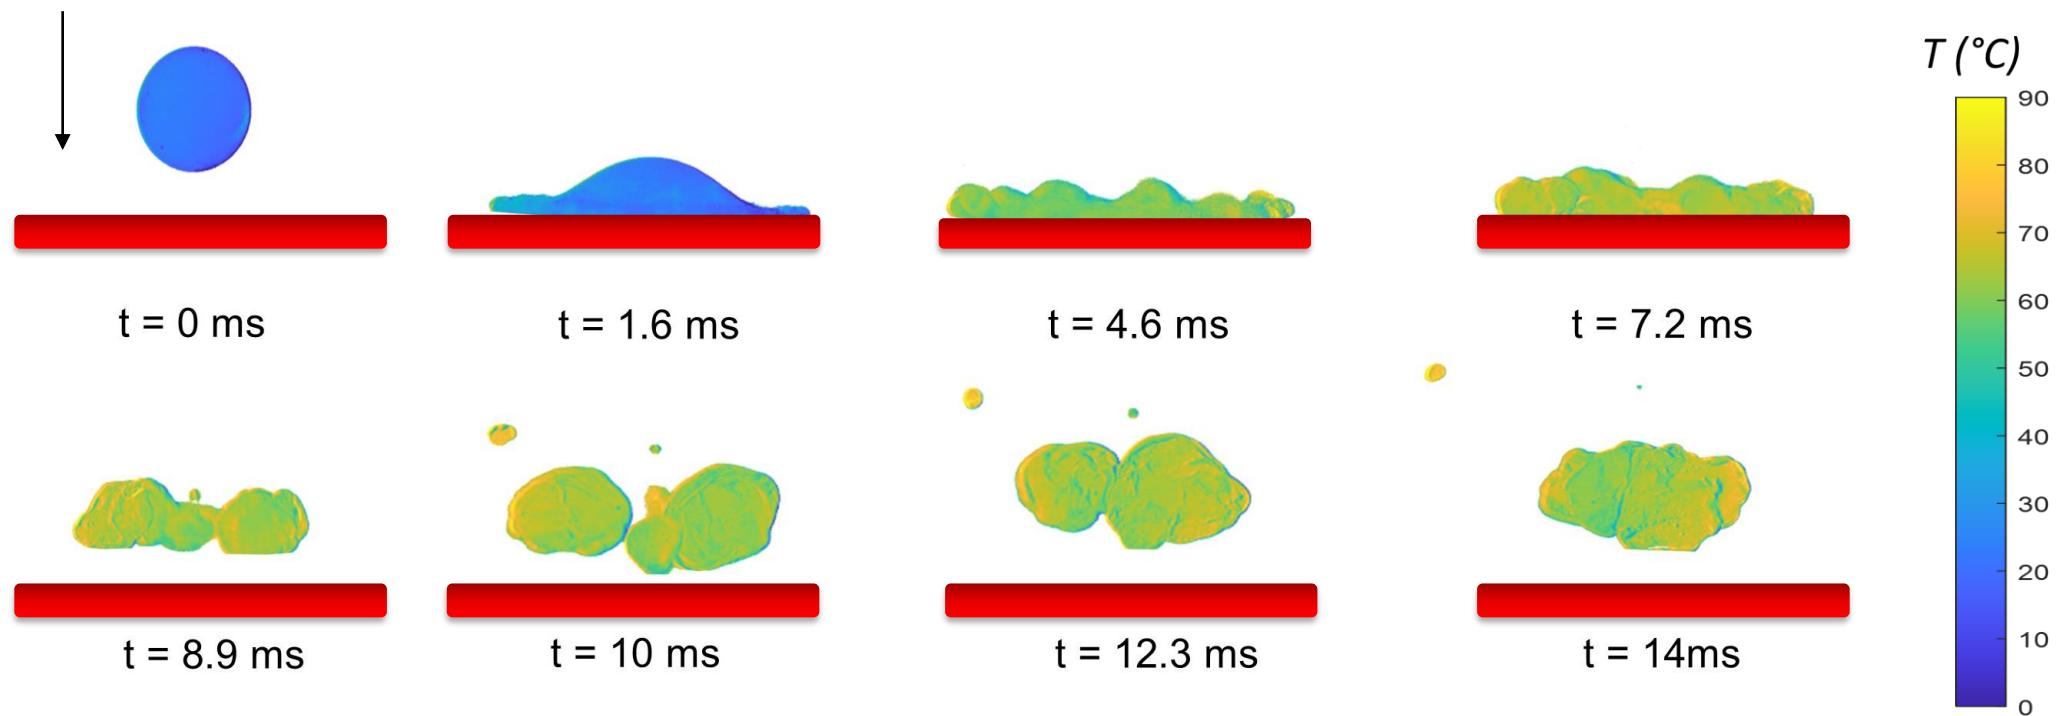 T (°C)
90
80
70
60
50
40
30
20
10
0
t = 0 ms
t = 1.6 ms
t = 4.6 ms
t = 7.2 ms
t = 8.9 ms
t = 10 ms
t = 12.3 ms
t = 14ms